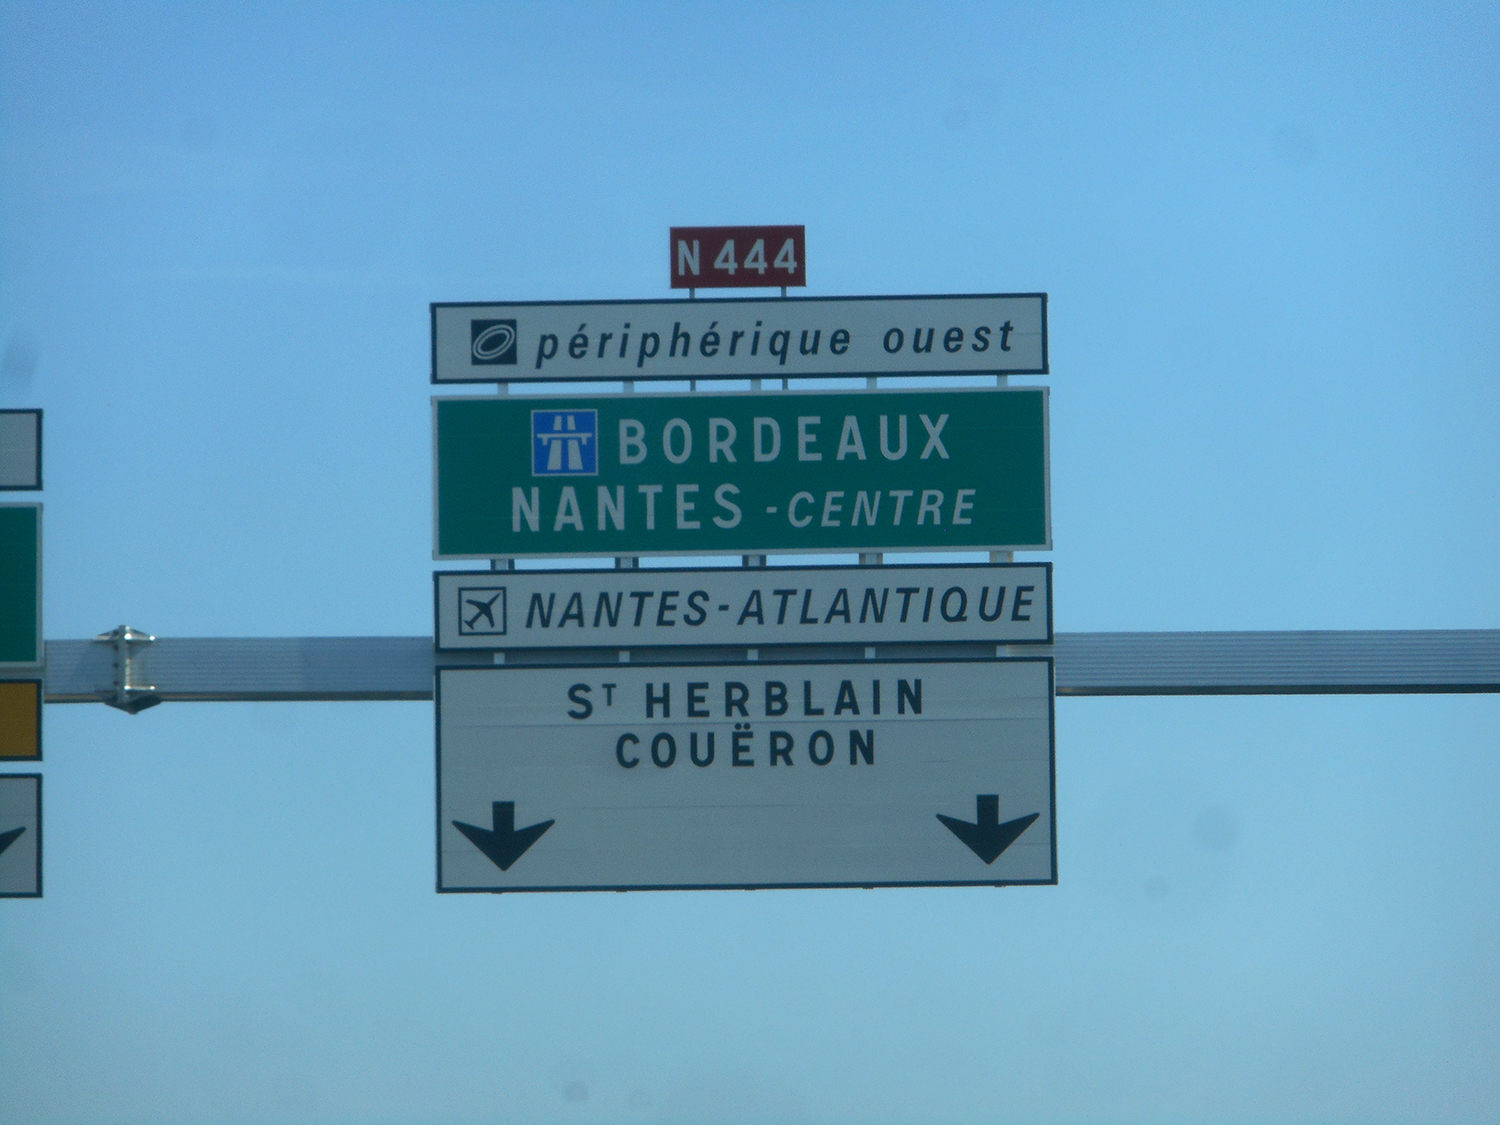 N 444
périphérique ouest
BORDEAUX
NANTES -CENTRE
NANTES-ATLANTIQUE
ST HERBLAIN
COUËRON